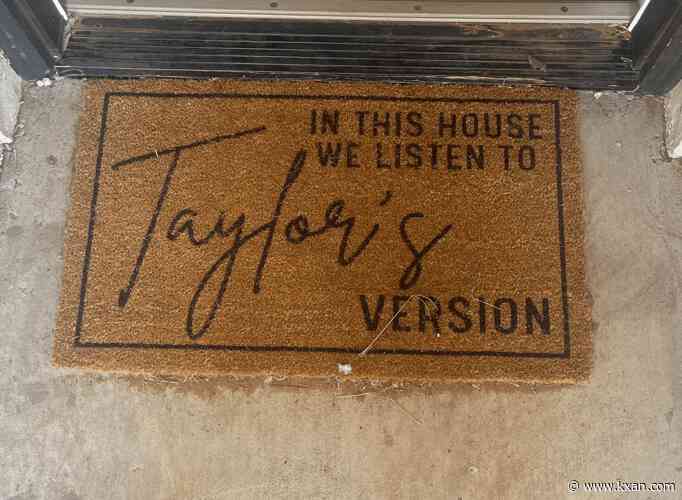 IN THIS HOUSE
WE LISTEN TO
Taylor's
VERSION
© www.kxan.com